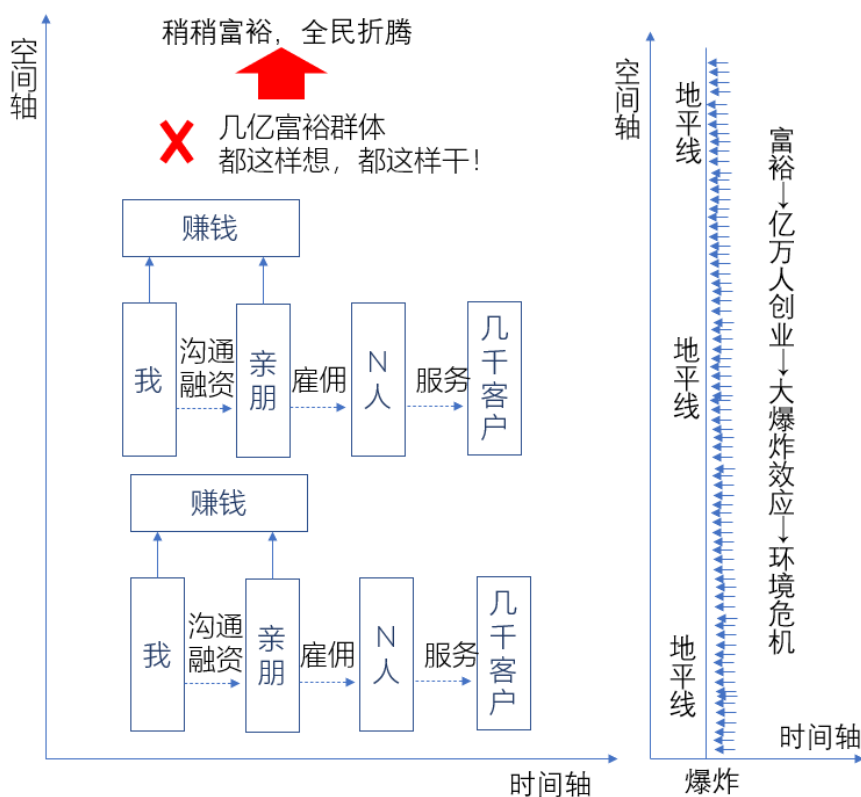 稍稍富裕，全民折腾
几亿富裕群体
都这样想，都这样干！
空间轴
赚钱
我
沟通
融资
亲朋
雇佣
N人
服务
几千客户
赚钱
我
沟通
融资
亲朋
雇佣
N人
服务
几千客户
时间轴
空间轴
地平线
地平线
地平线
富裕→亿万人创业→大爆炸效应→环境危机
时间轴
爆炸